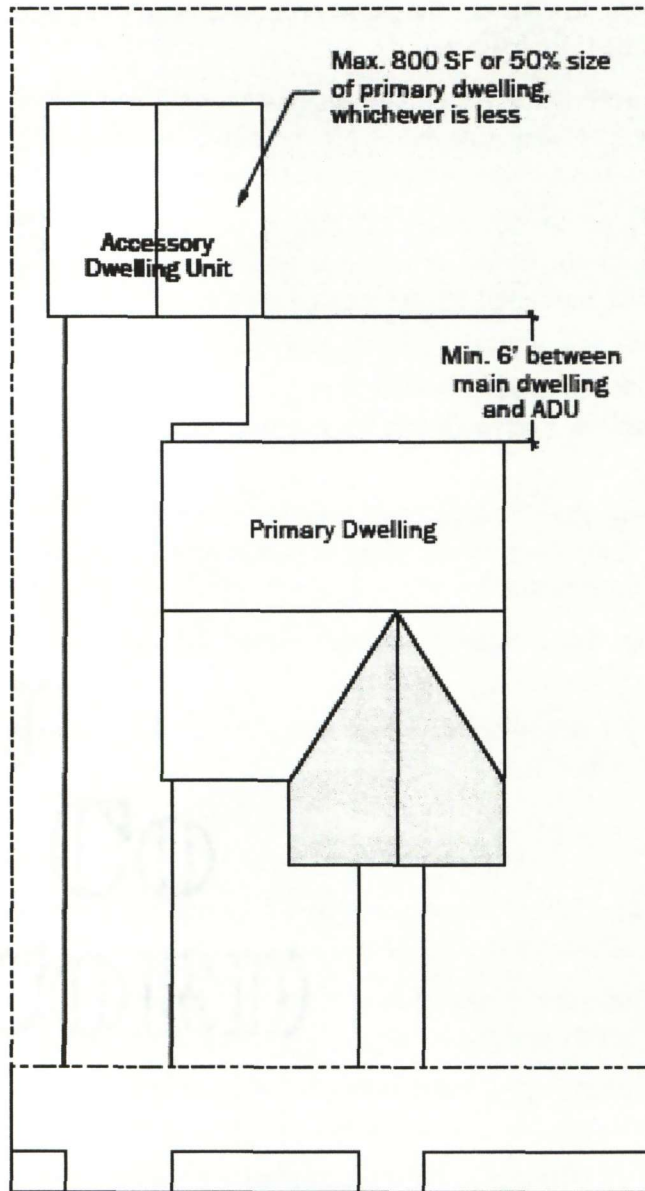 Max. 800 SF or 50% size
of primary dwelling,
whichever is less
Accessory
Dwelling Unit
Min. 6' between
main dwelling
and ADU
Primary Dwelling